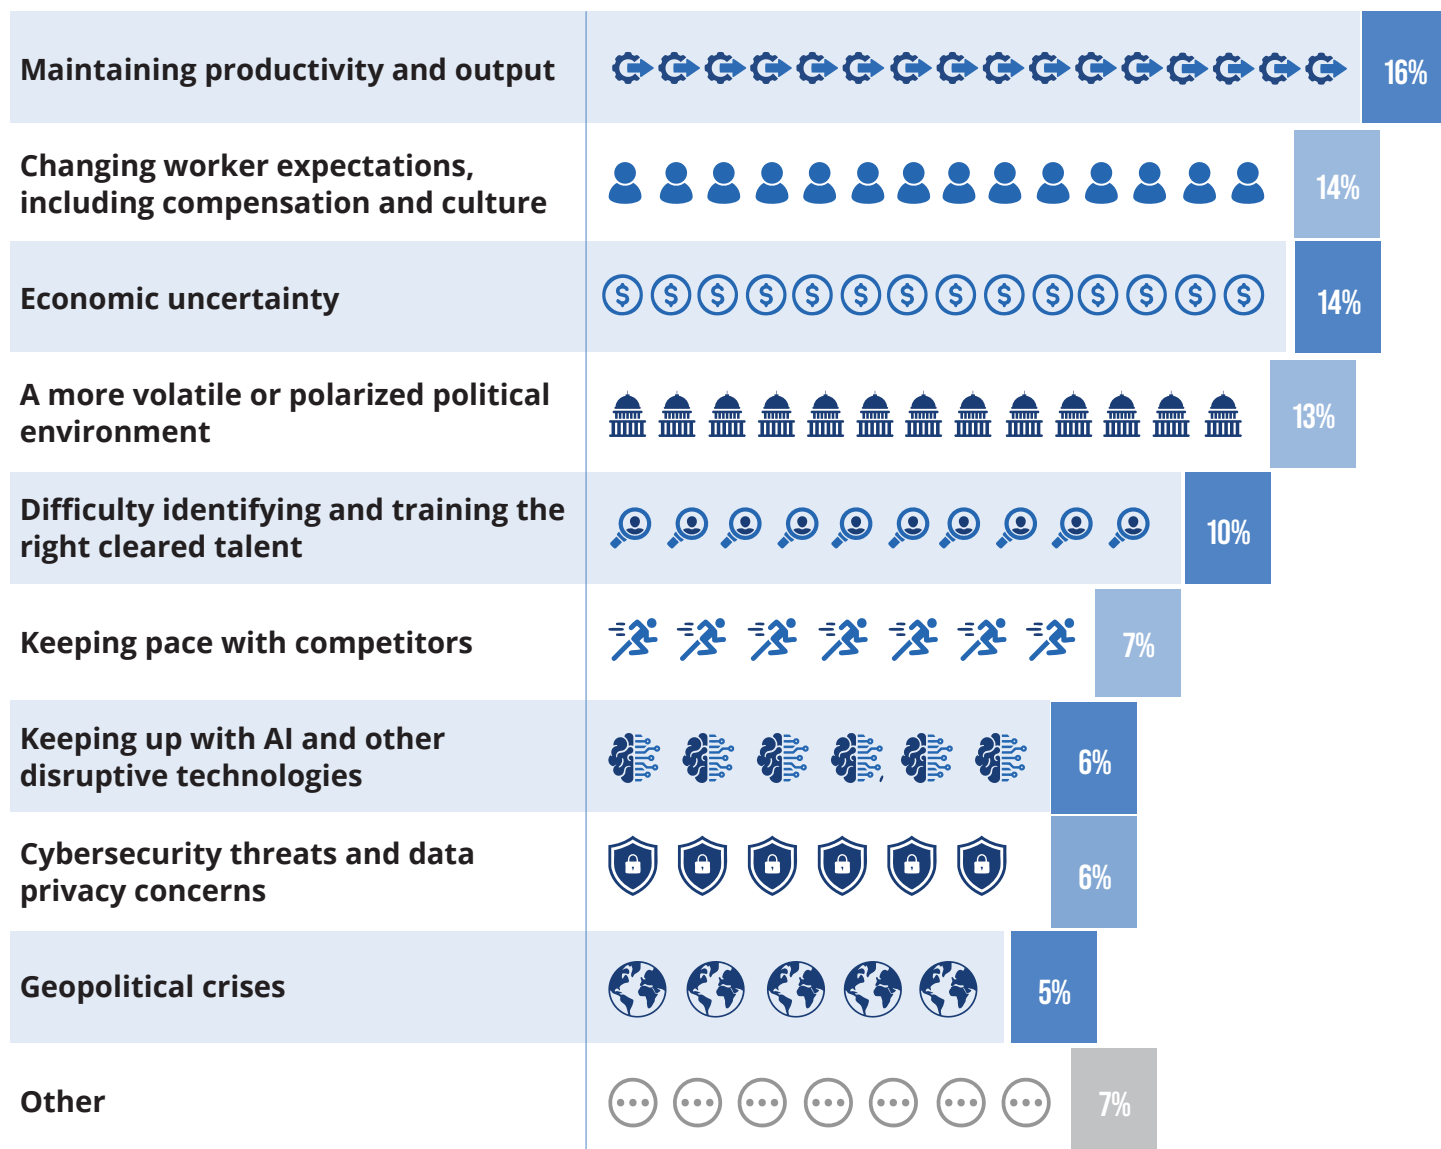 Maintaining productivity and output
16%
Changing worker expectations,
including compensation and culture
14%
Economic uncertainty
14%
A more volatile or polarized political
environment
13%
Difficulty identifying and training the
right cleared talent
10%
Keeping pace with competitors
7%
Keeping up with AI and other
disruptive technologies
6%
Cybersecurity threats and data
privacy concerns
6%
Geopolitical crises
5%
Other
7%